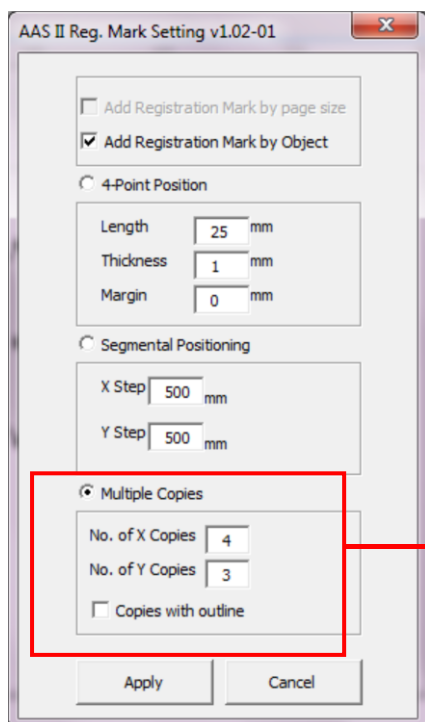 AAS II Reg. Mark Setting v1.02-01
Add Registration Mark by page size
Add Registration Mark by Object
4-Point Position
Length 25 mm
Thickness 1 mm
Margin 0 mm
Segmental Positioning
X Step 500 mm
Y Step 500 mm
Multiple Copies
No. of X Copies 4
No. of Y Copies 3
Copies with outline
Apply Cancel